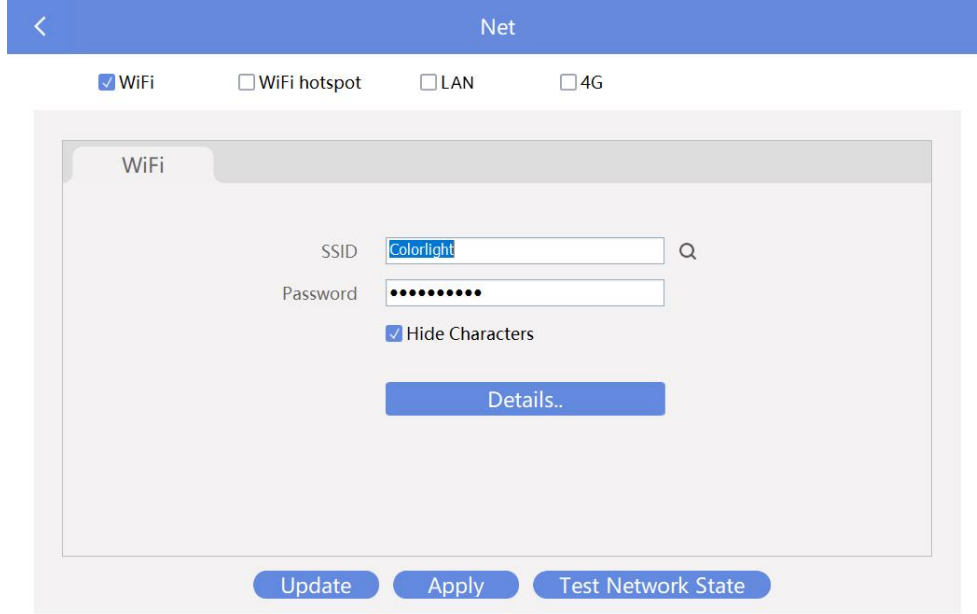 Net
WiFi WiFi hotspot LAN 4G
WiFi
SSID Colorlight
Password ●●●●●●●●●●
Hide Characters
Details..
Update Apply Test Network State